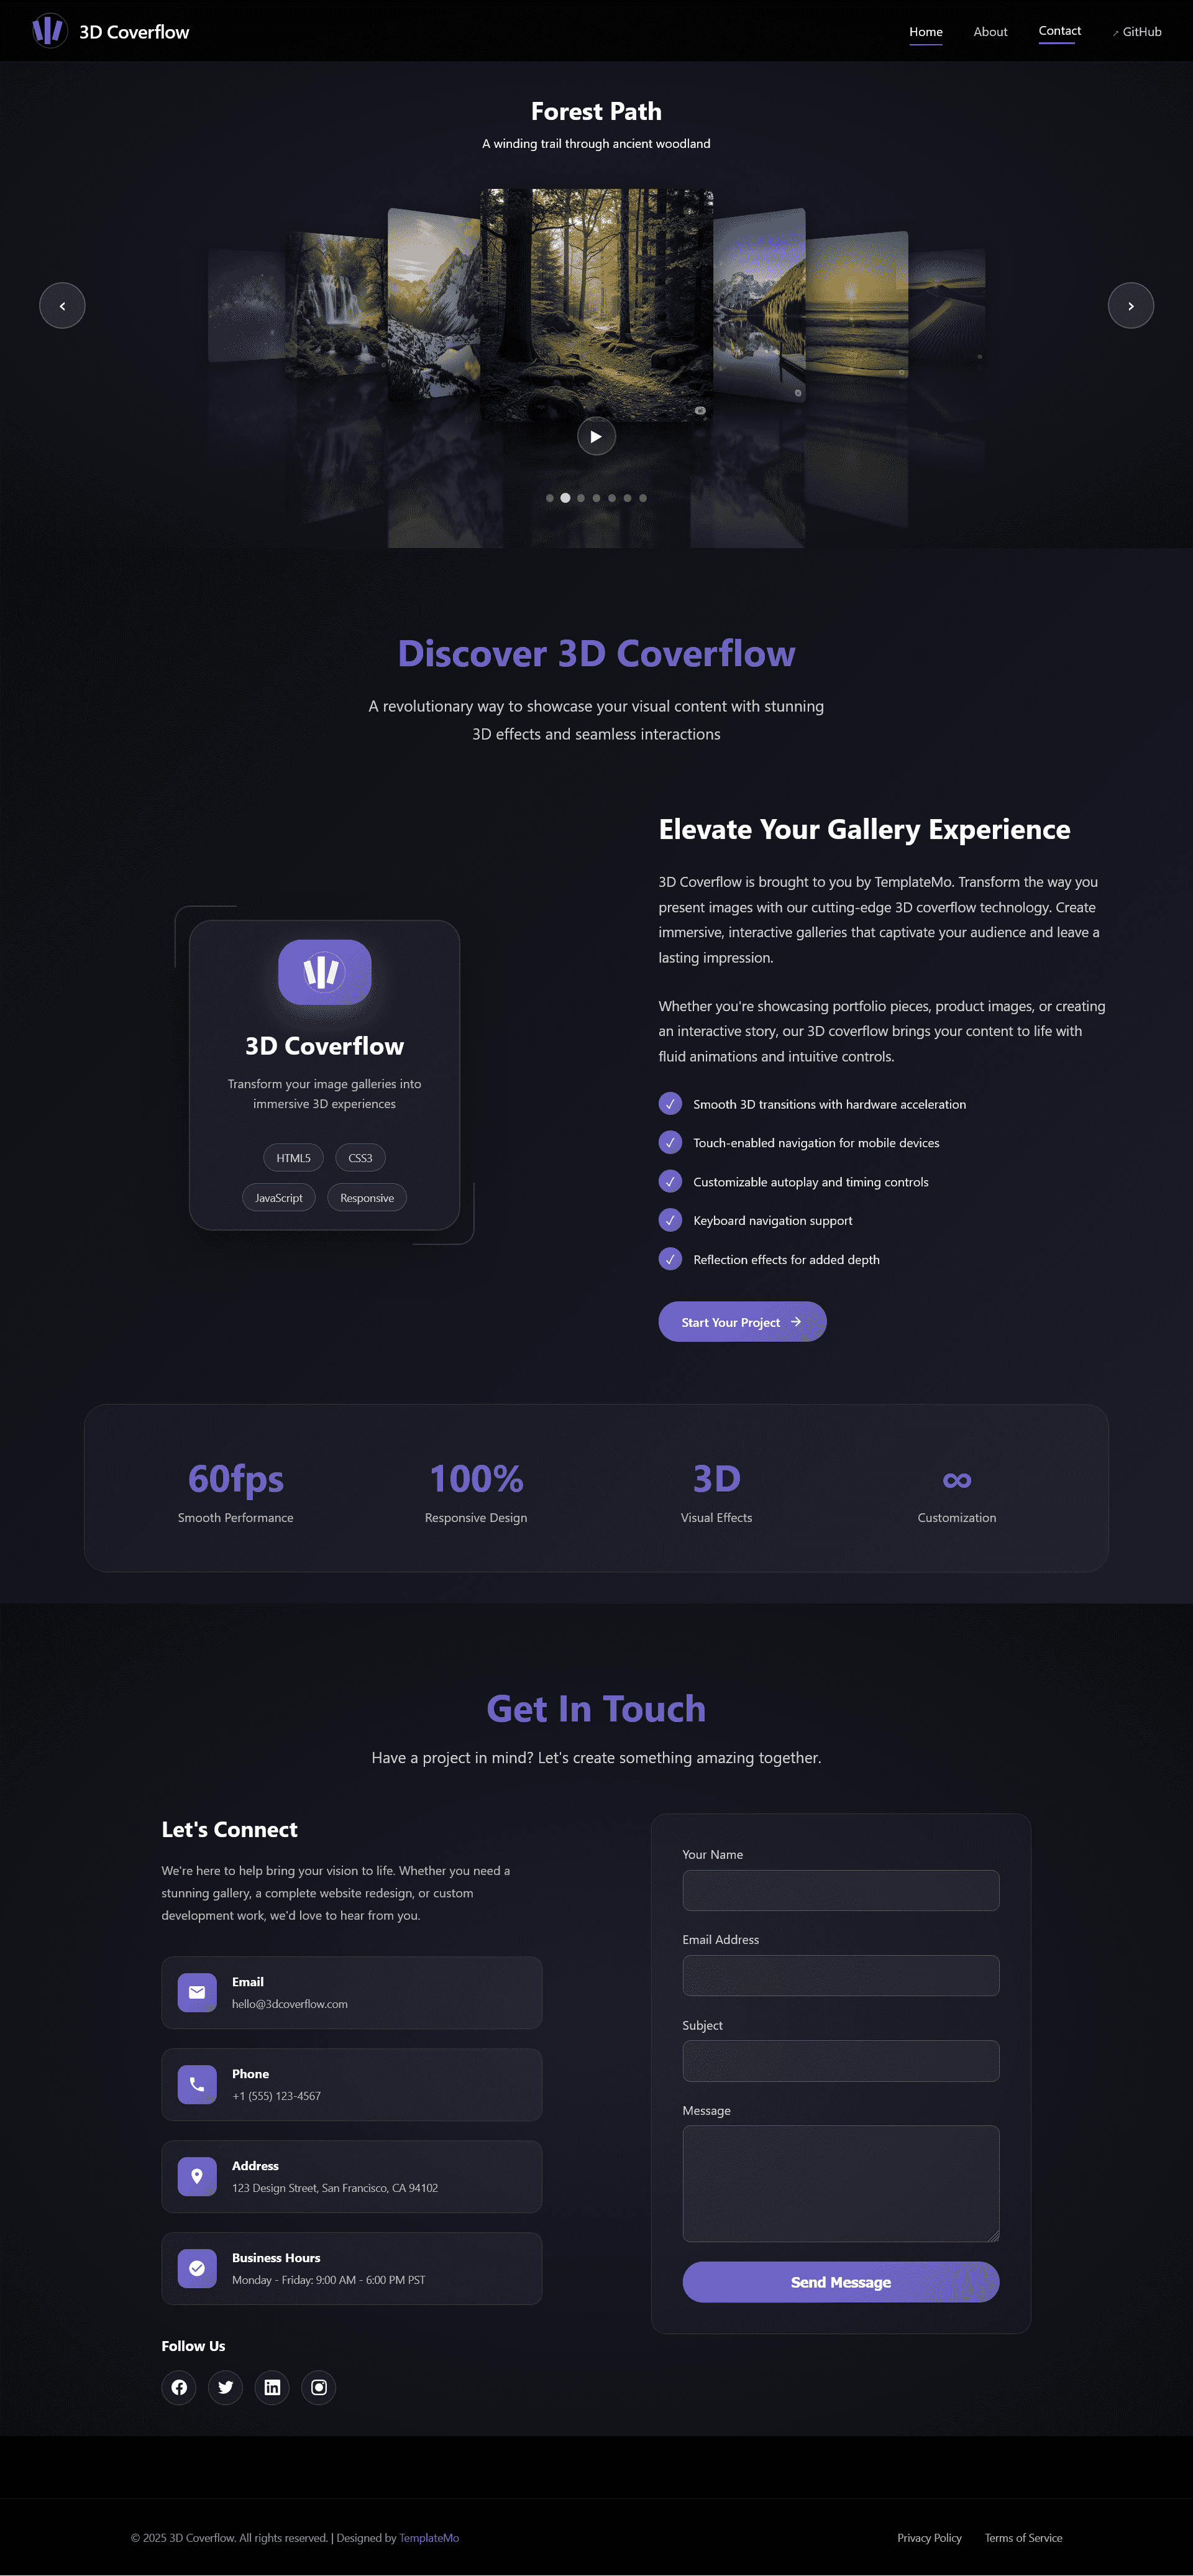 3D Coverflow
Home
About
Contact
GitHub
Forest Path
A winding trail through ancient woodland
Discover 3D Coverflow
A revolutionary way to showcase your visual content with stunning
3D effects and seamless interactions
Elevate Your Gallery Experience
3D Coverflow is brought to you by TemplateMo. Transform the way you
present images with our cutting-edge 3D coverflow technology. Create
immersive, interactive galleries that captivate your audience and leave a
lasting impression.
Whether you're showcasing portfolio pieces, product images, or creating
an interactive story, our 3D coverflow brings your content to life with
fluid animations and intuitive controls.
3D Coverflow
Transform your image galleries into
immersive 3D experiences
HTML5
CSS3
JavaScript
Responsive
✓ Smooth 3D transitions with hardware acceleration
✓ Touch-enabled navigation for mobile devices
✓ Customizable autoplay and timing controls
✓ Keyboard navigation support
✓ Reflection effects for added depth
Start Your Project →
60fps
Smooth Performance
100%
Responsive Design
3D
Visual Effects
∞
Customization
Get In Touch
Have a project in mind? Let's create something amazing together.
Let's Connect
We're here to help bring your vision to life. Whether you need a
stunning gallery, a complete website redesign, or custom
development work, we'd love to hear from you.
Email
hello@3dcoverflow.com
Phone
+1 (555) 123-4567
Address
123 Design Street, San Francisco, CA 94102
Business Hours
Monday - Friday: 9:00 AM - 6:00 PM PST
Follow Us
Your Name
Email Address
Subject
Message
Send Message
© 2025 3D Coverflow. All rights reserved. | Designed by TemplateMo
Privacy Policy
Terms of Service